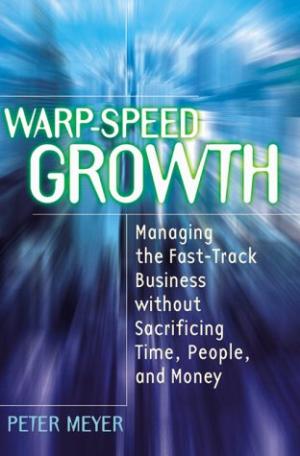 WARP-SPEED
GROWTH
Managing
the Fast-Track
Business
without
Sacrificing
Time, People,
and Money
PETER MEYER